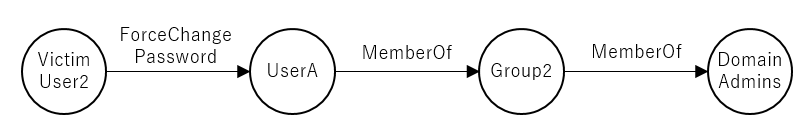 Victim
User2
ForceChange
Password
UserA
MemberOf
Group2
MemberOf
Domain
Admins